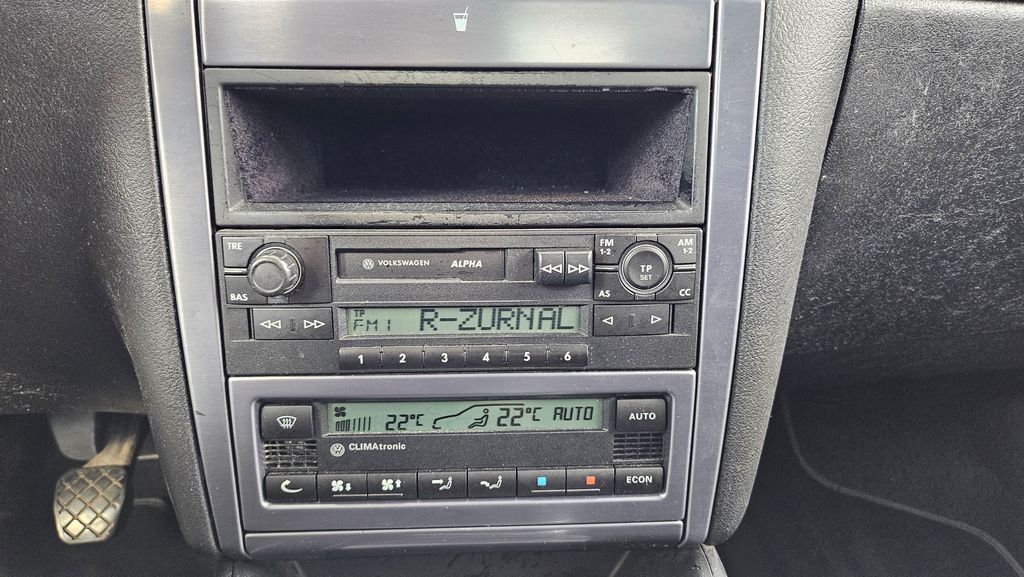 TRE
VOLKSWAGEN ALPHA
FM 1-2
AM 1-2
TP SET
BAS
AS
CC
TP
FM1 R-ZURNAL
1 2 3 4 5 6
22°C 22°C AUTO
AUTO
CLIMAtronic
ECON